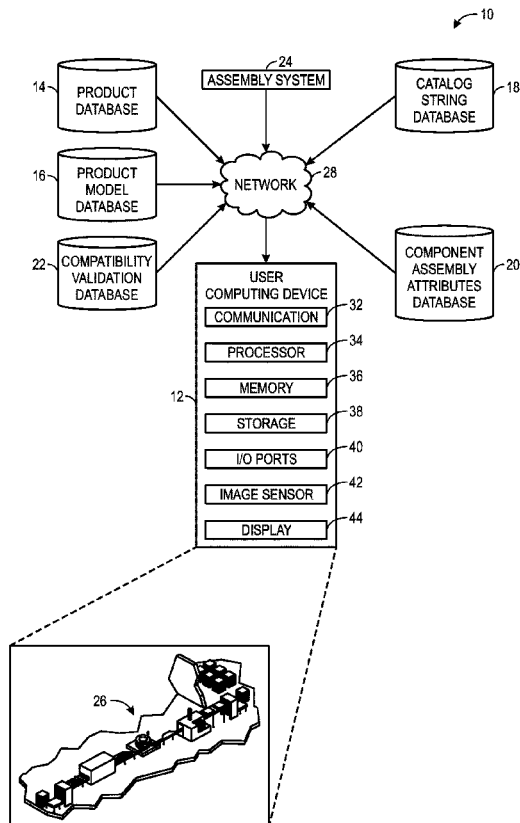 10
24
ASSEMBLY SYSTEM
14
PRODUCT
DATABASE
CATALOG
STRING
DATABASE
18
16
PRODUCT
MODEL
DATABASE
NETWORK
28
22
COMPATIBILITY
VALIDATION
DATABASE
COMPONENT
ASSEMBLY
ATTRIBUTES
DATABASE
20
USER
COMPUTING DEVICE
COMMUNICATION
32
PROCESSOR
34
12
MEMORY
36
STORAGE
38
I/O PORTS
40
IMAGE SENSOR
42
DISPLAY
44
26